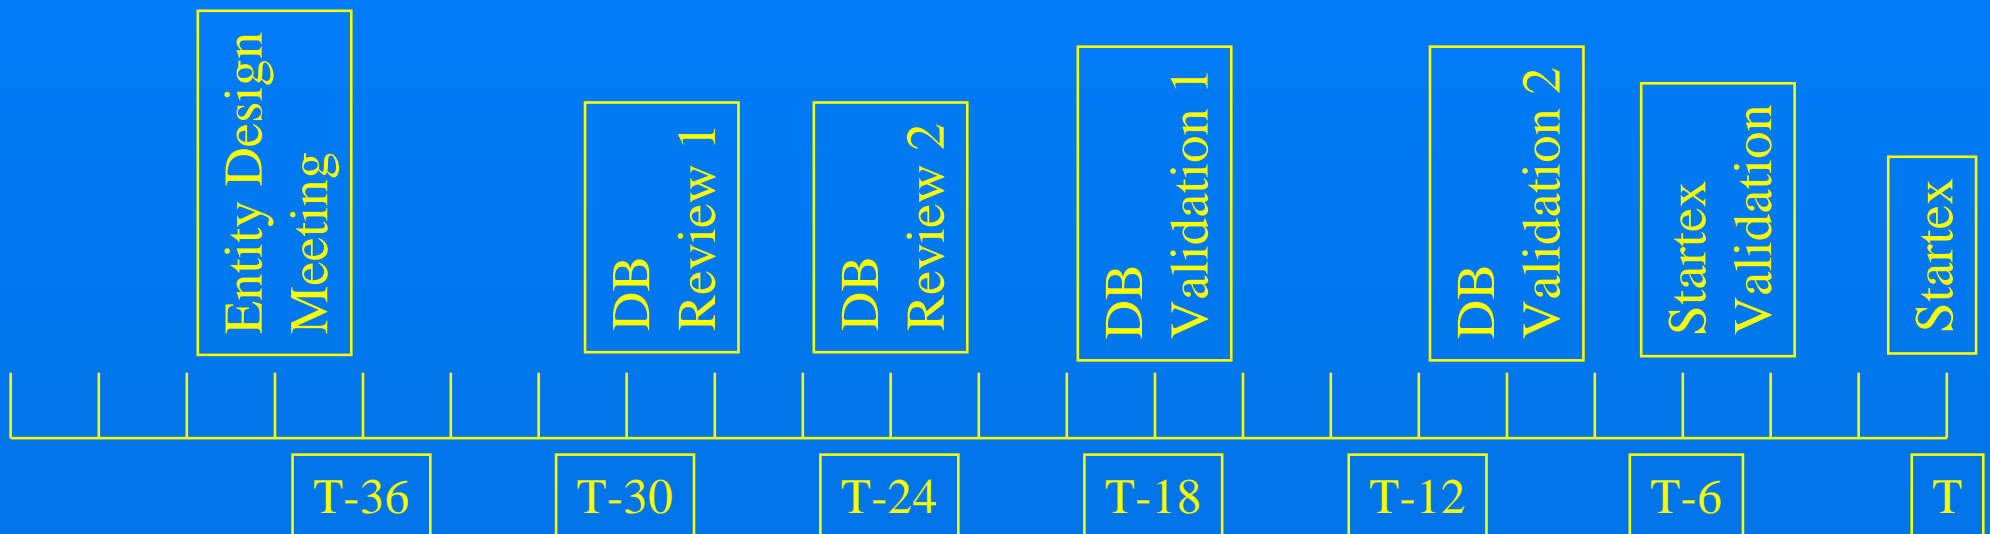 Entity Design
Meeting
DB
Review 1
DB
Review 2
DB
Validation 1
DB
Validation 2
Startex
Validation
Startex
T-36
T-30
T-24
T-18
T-12
T-6
T